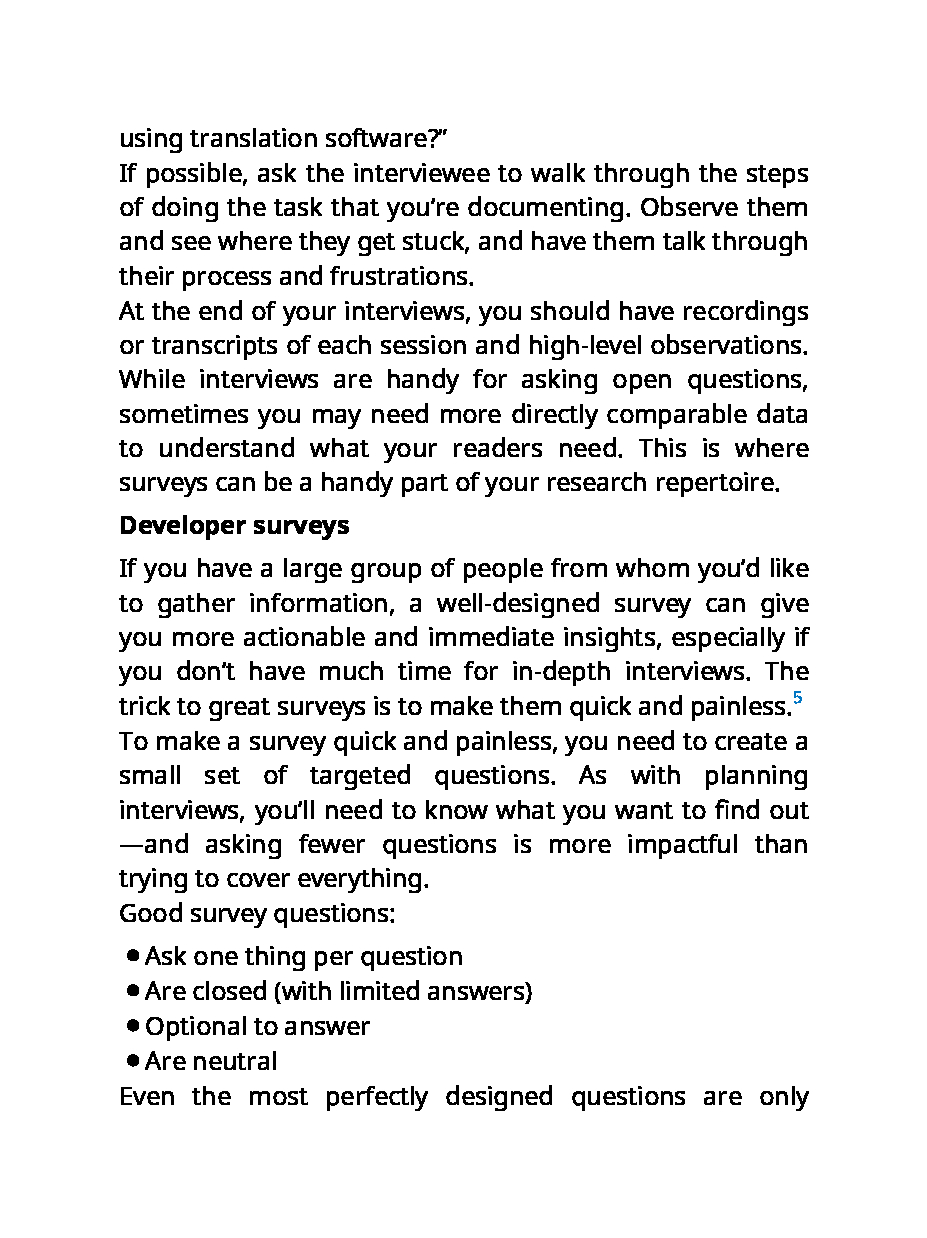 using translation software?”
If possible, ask the interviewee to walk through the steps
of doing the task that you’re documenting. Observe them
and see where they get stuck, and have them talk through
their process and frustrations.
At the end of your interviews, you should have recordings
or transcripts of each session and high-level observations.
While interviews are handy for asking open questions,
sometimes you may need more directly comparable data
to understand what your readers need. This is where
surveys can be a handy part of your research repertoire.
Developer surveys
If you have a large group of people from whom you’d like
to gather information, a well-designed survey can give
you more actionable and immediate insights, especially if
you don’t have much time for in-depth interviews. The
trick to great surveys is to make them quick and painless.5
To make a survey quick and painless, you need to create a
small set of targeted questions. As with planning
interviews, you’ll need to know what you want to find out
—and asking fewer questions is more impactful than
trying to cover everything.
Good survey questions:
●Ask one thing per question
●Are closed (with limited answers)
●Optional to answer
●Are neutral
Even the most perfectly designed questions are only